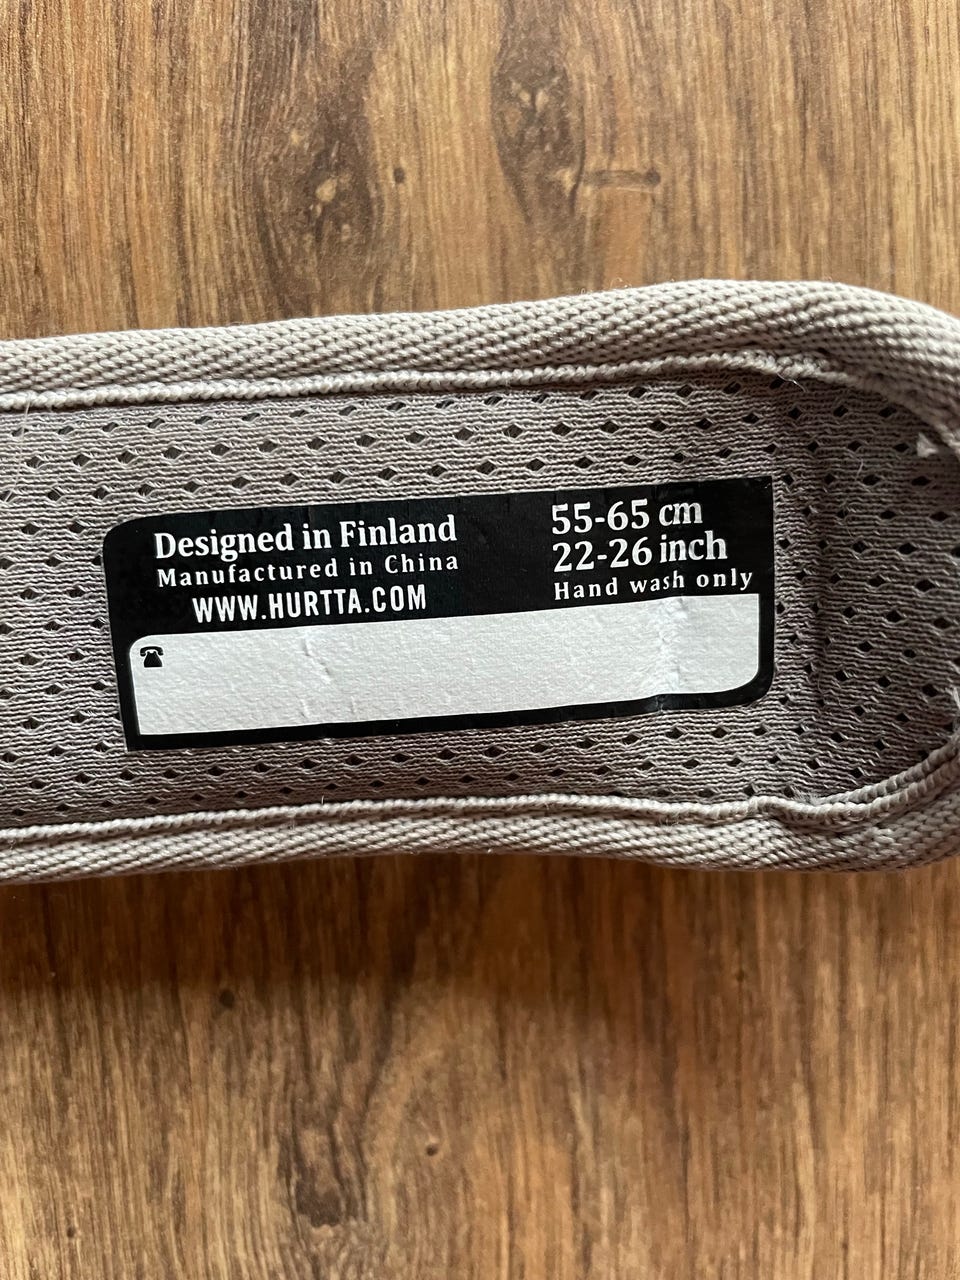 Designed in Finland
Manufactured in China
WWW.HURTTA.COM
55-65 cm
22-26 inch
Hand wash only